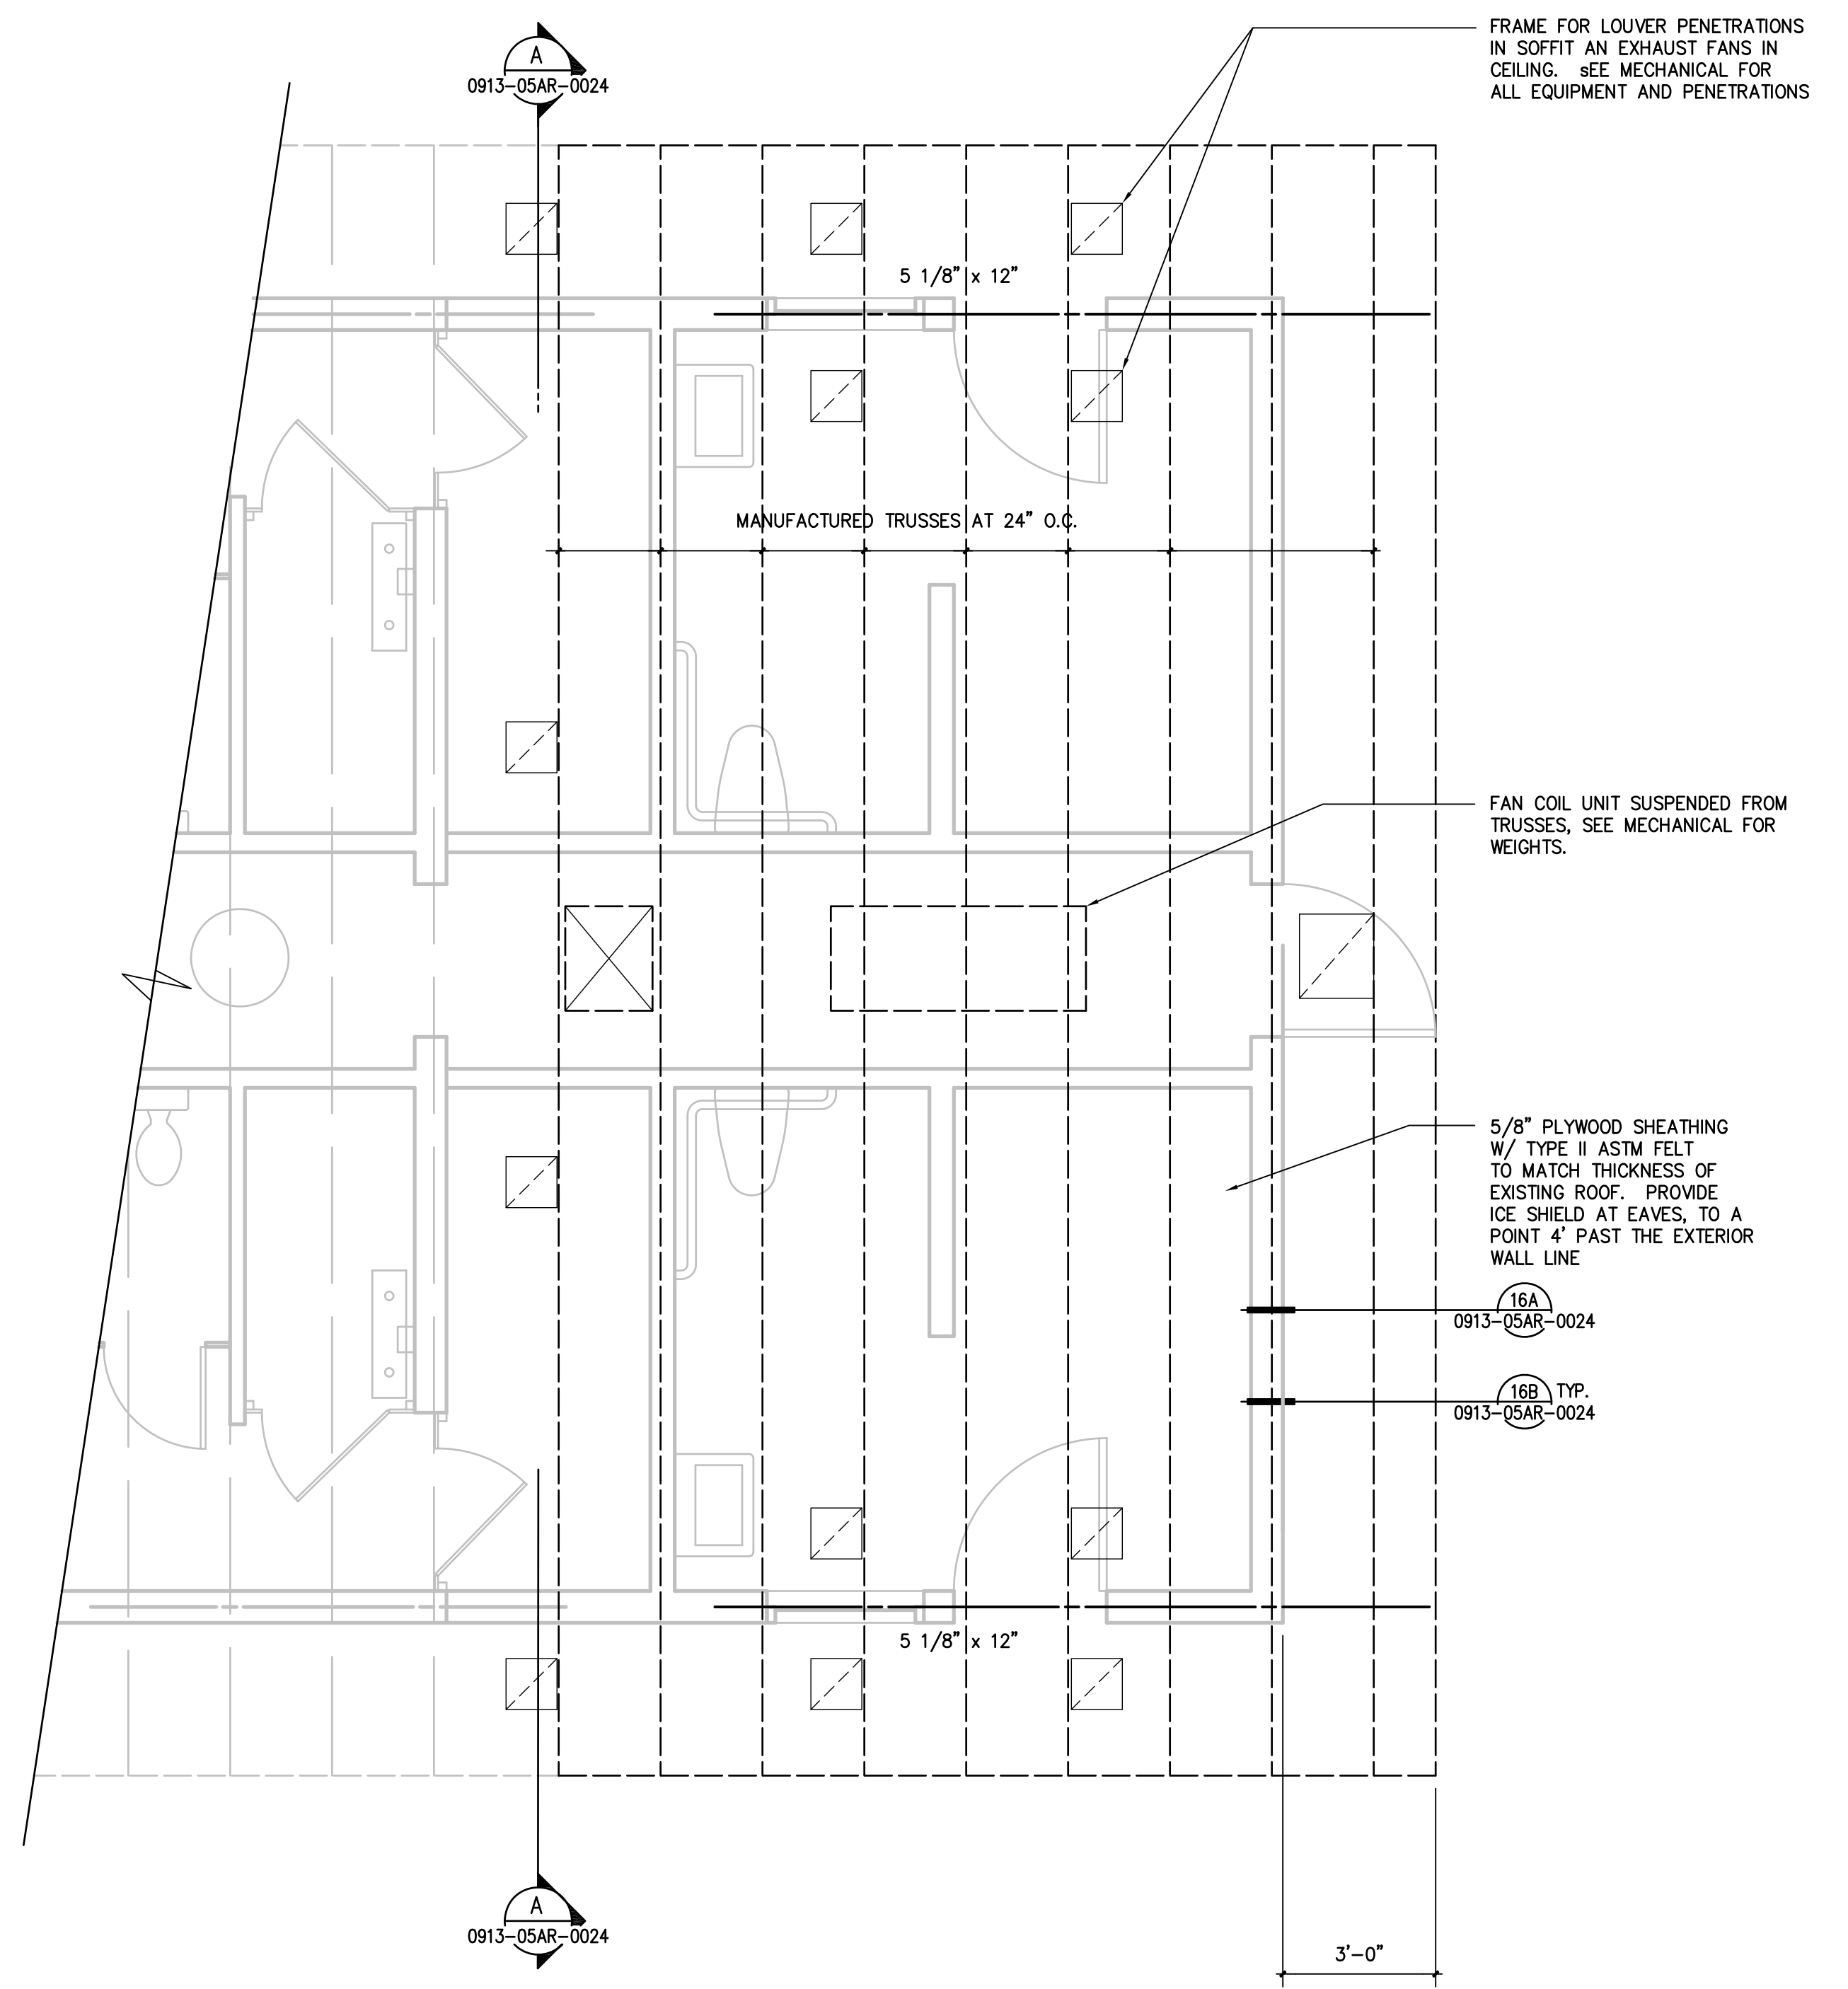 FRAME FOR LOUVER PENETRATIONS
IN SOFFIT AN EXHAUST FANS IN
CEILING. sEE MECHANICAL FOR
ALL EQUIPMENT AND PENETRATIONS
A
0913-05AR-0024
5 1/8" x 12"
MANUFACTURED TRUSSES AT 24" O.C.
FAN COIL UNIT SUSPENDED FROM
TRUSSES, SEE MECHANICAL FOR
WEIGHTS.
5/8" PLYWOOD SHEATHING
W/ TYPE II ASTM FELT
TO MATCH THICKNESS OF
EXISTING ROOF. PROVIDE
ICE SHIELD AT EAVES, TO A
POINT 4' PAST THE EXTERIOR
WALL LINE
16A
0913-05AR-0024
16B TYP.
0913-05AR-0024
5 1/8" x 12"
A
0913-05AR-0024
3'-0"